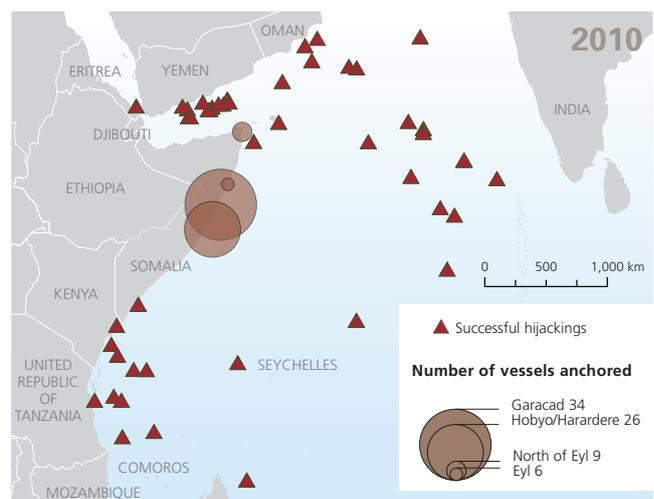 OMAN
2010
ERITREA
YEMEN
INDIA
DJIBOUTI
ETHIOPIA
SOMALIA
0 500 1,000 km
KENYA
Successful hijackings
UNITED
REPUBLIC
OF
TANZANIA
SEYCHELLES
Number of vessels anchored
Garacad 34
Hobyo/Harardere 26
North of Eyl 9
Eyl 6
COMOROS
MOZAMBIQUE